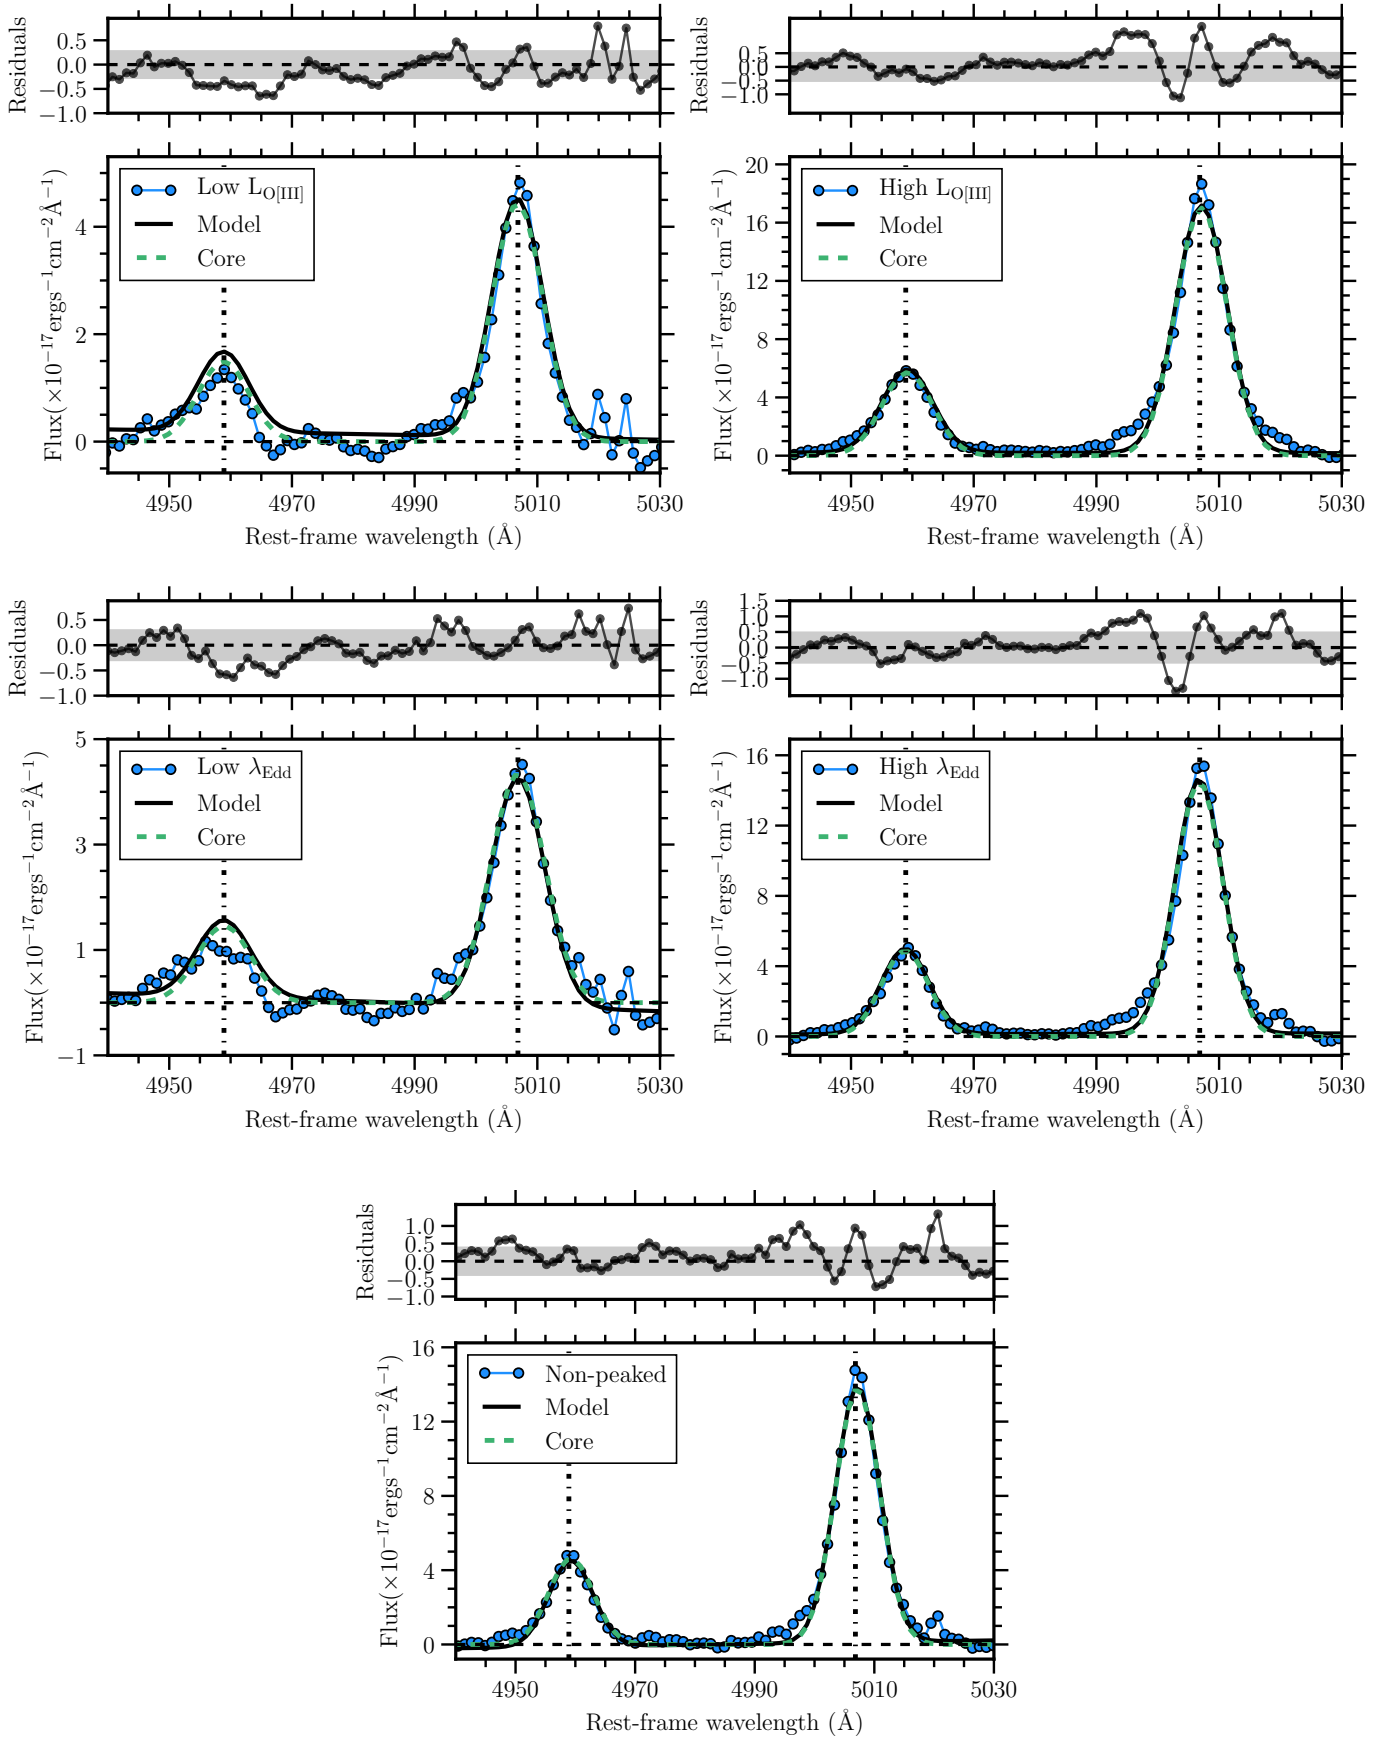 Residuals
0.5
0.0
−0.5
−1.0
Flux(×10⁻¹⁷ergs⁻¹cm⁻²Å⁻¹)
4
2
0
Low L_O[III]
Model
Core
4950 4970 4990 5010 5030
Rest-frame wavelength (Å)
Residuals
0.5
0.0
−0.5
−1.0
Flux(×10⁻¹⁷ergs⁻¹cm⁻²Å⁻¹)
20
16
12
8
4
0
High L_O[III]
Model
Core
4950 4970 4990 5010 5030
Rest-frame wavelength (Å)
Residuals
0.5
0.0
−0.5
−1.0
Flux(×10⁻¹⁷ergs⁻¹cm⁻²Å⁻¹)
5
3
1
−1
Low λ_Edd
Model
Core
4950 4970 4990 5010 5030
Rest-frame wavelength (Å)
Residuals
1.5
1.0
0.5
0.0
−0.5
−1.0
Flux(×10⁻¹⁷ergs⁻¹cm⁻²Å⁻¹)
16
12
8
4
0
High λ_Edd
Model
Core
4950 4970 4990 5010 5030
Rest-frame wavelength (Å)
Residuals
1.0
0.5
0.0
−0.5
−1.0
Flux(×10⁻¹⁷ergs⁻¹cm⁻²Å⁻¹)
16
12
8
4
0
Non-peaked
Model
Core
4950 4970 4990 5010 5030
Rest-frame wavelength (Å)